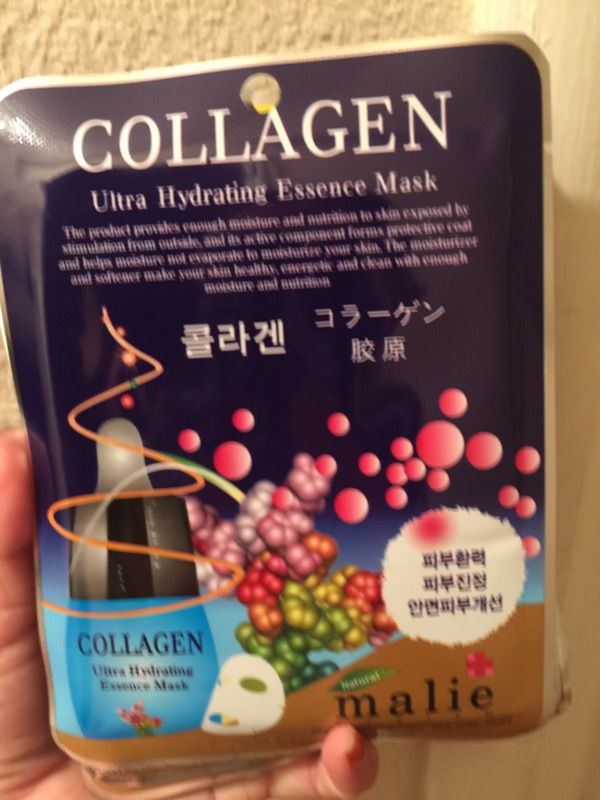 COLLAGEN
Ultra Hydrating Essence Mask
The product provides enough moisture and nutrition to skin exposed by
stimulation from outside, and its active component forms protective coat
and helps moisture not evaporate to moisturize your skin. The moisturizer
and softener make your skin healthy, energetic and clean with enough
moisture and nutrition
콜라겐
コラーゲン
胶原
피부활력
피부진정
안면피부개선
COLLAGEN
Ultra Hydrating
Essence Mask
Natural
malie